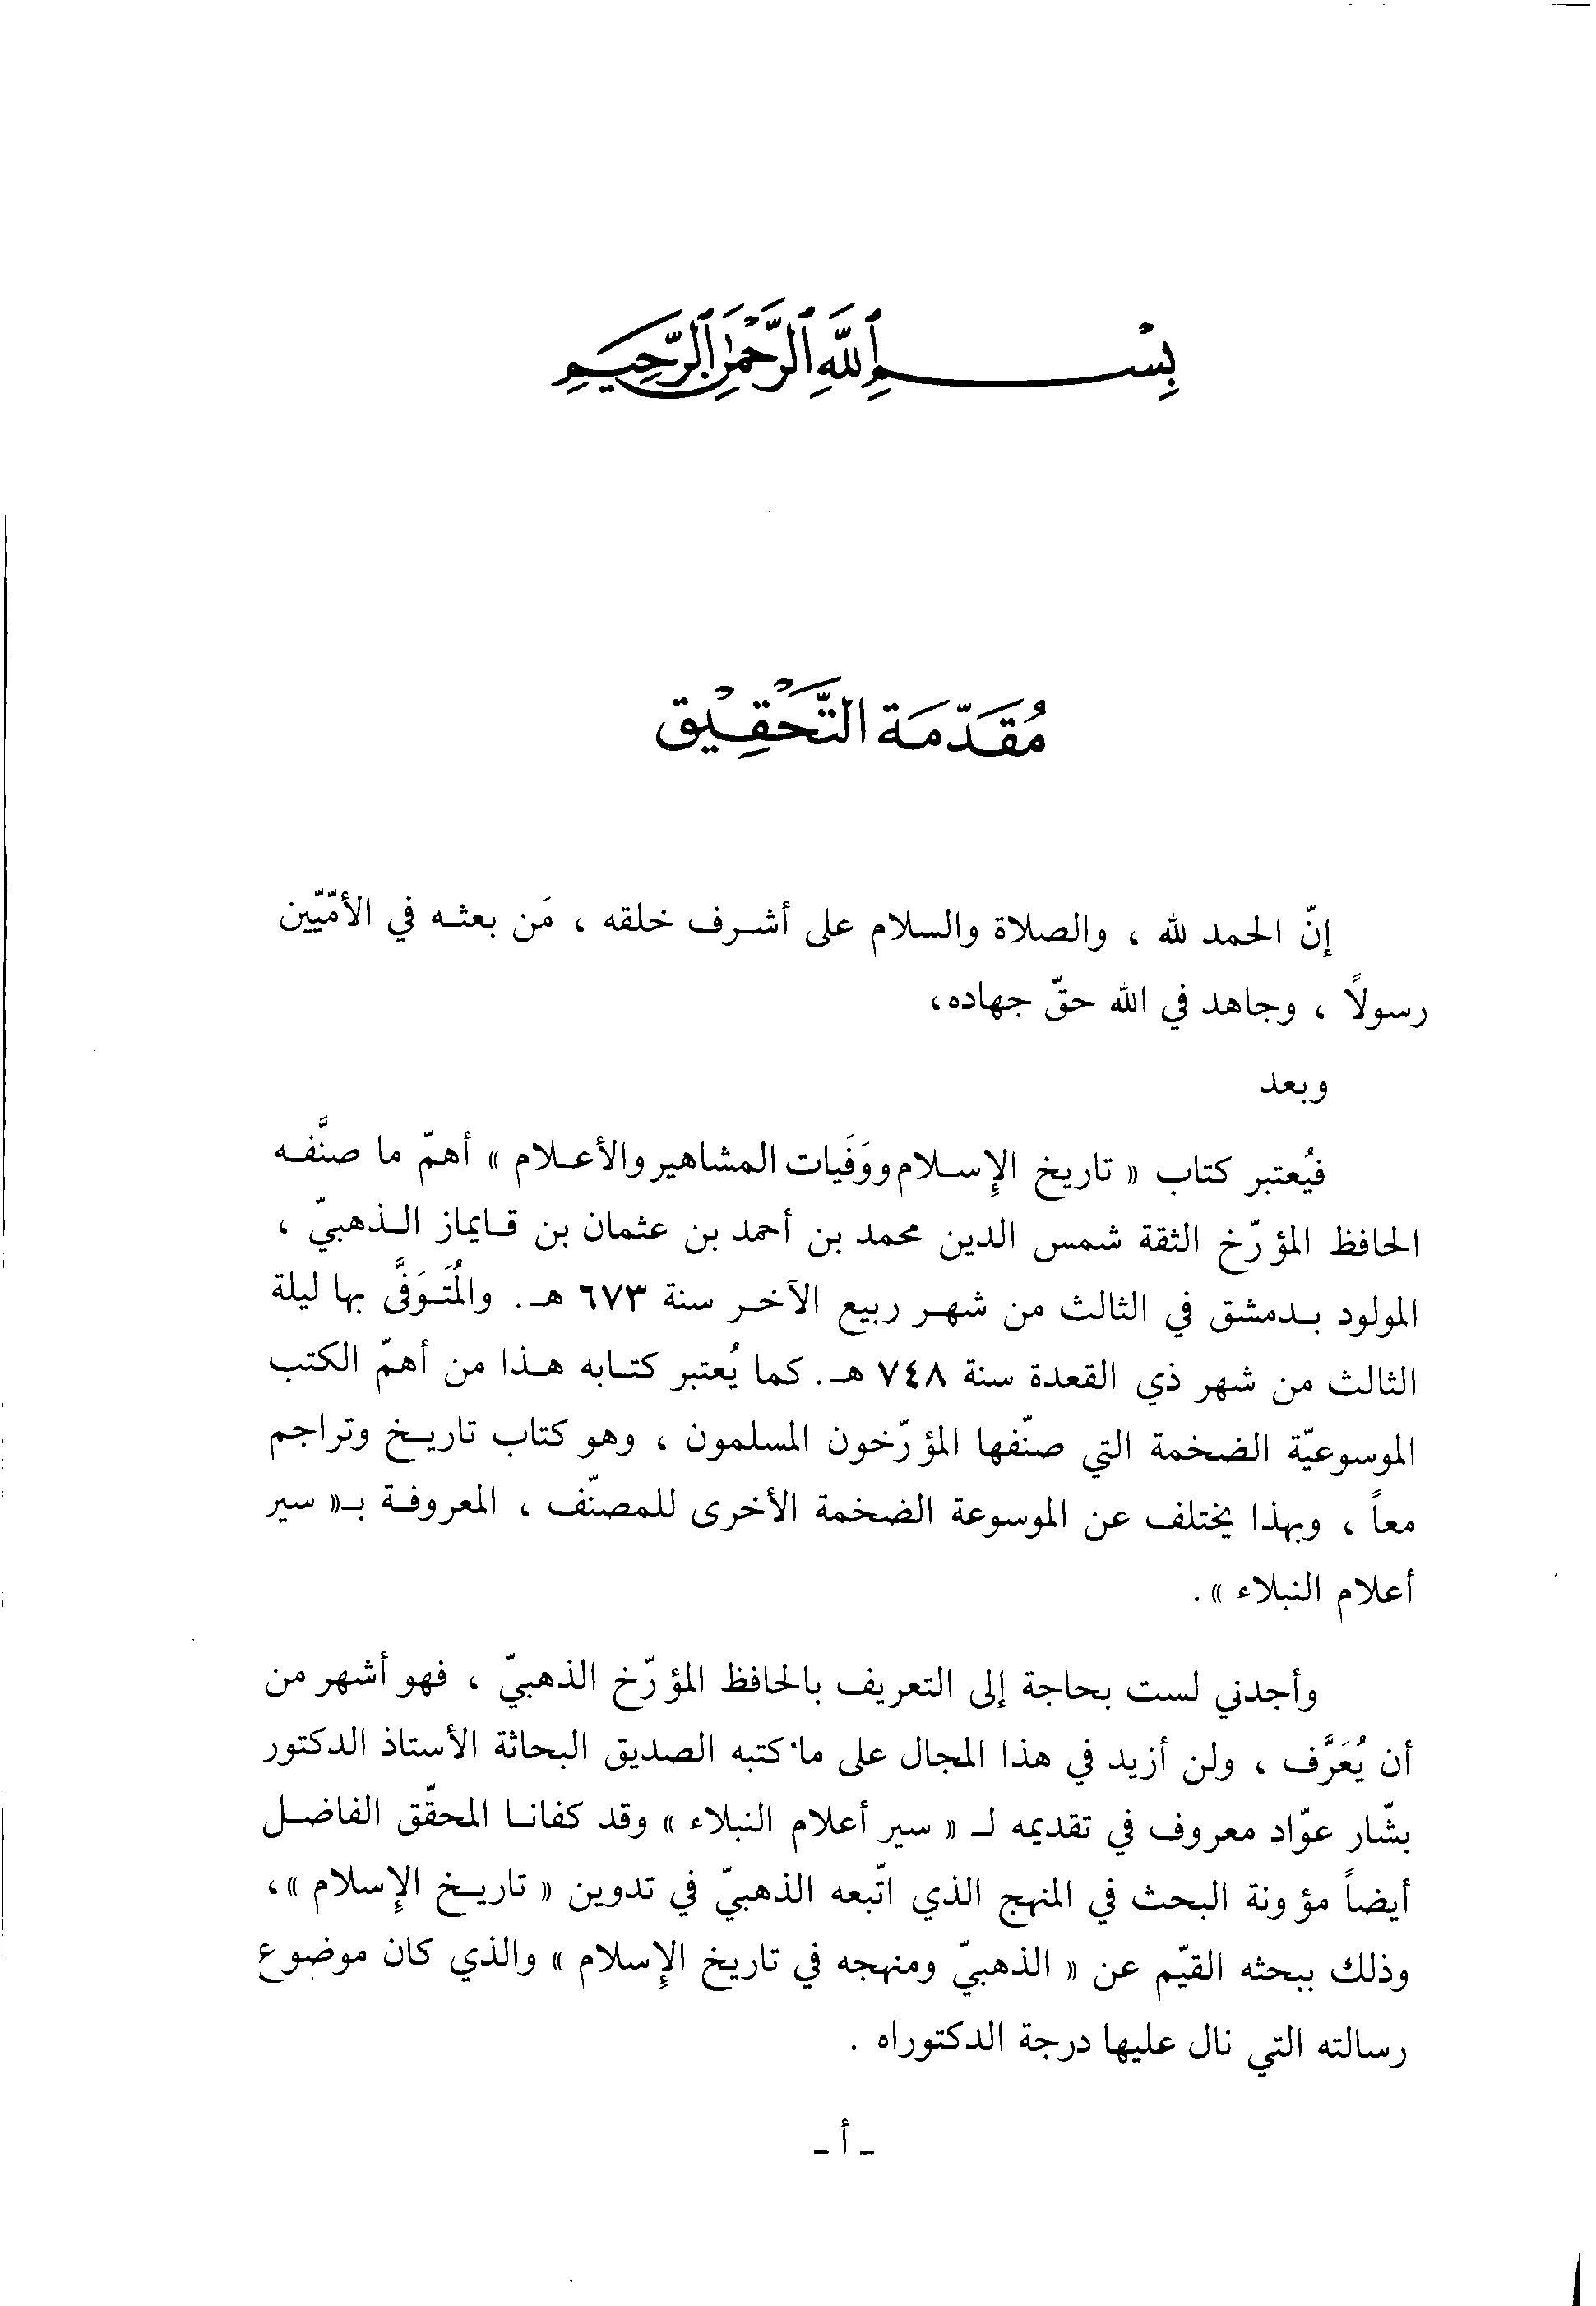 بِسْمِ ٱللَّهِ ٱلرَّحْمَٰنِ ٱلرَّحِيمِ
مُقَدّمَة التَّحْقِيْق
إنّ الحمد لله ، والصلاة والسلام على أشرف خلقه ، مَن بعثه في الأمّيّين
رسولاً ، وجاهد في الله حقّ جهاده،
وبعد
فيُعتبر كتاب « تاريخ الإسلام ووَفَيات المشاهير والأعلام » أهمّ ما صنَّفه
الحافظ المؤرّخ الثقة شمس الدين محمد بن أحمد بن عثمان بن قايماز الذهبيّ ،
المولود بدمشق في الثالث من شهر ربيع الآخر سنة ٦٧٣ هـ. والمُتَوَفَّى بها ليلة
الثالث من شهر ذي القعدة سنة ٧٤٨ هـ. كما يُعتبر كتابه هذا من أهمّ الكتب
الموسوعيّة الضخمة التي صنّفها المؤرّخون المسلمون ، وهو كتاب تاريخ وتراجم
معاً ، وبهذا يختلف عن الموسوعة الضخمة الأخرى للمصنّف ، المعروفة بـ« سير
أعلام النبلاء » .
وأجدني لست بحاجة إلى التعريف بالحافظ المؤرّخ الذهبيّ ، فهو أشهر من
أن يُعَرَّف ، ولن أزيد في هذا المجال على ما كتبه الصديق البحاثة الأستاذ الدكتور
بشّار عوّاد معروف في تقديمه لـ « سير أعلام النبلاء » وقد كفانا المحقّق الفاضل
أيضاً مؤونة البحث في المنهج الذي اتّبعه الذهبيّ في تدوين « تاريخ الإسلام »،
وذلك ببحثه القيّم عن « الذهبيّ ومنهجه في تاريخ الإسلام » والذي كان موضوع
رسالته التي نال عليها درجة الدكتوراه .
ـ أ ـ